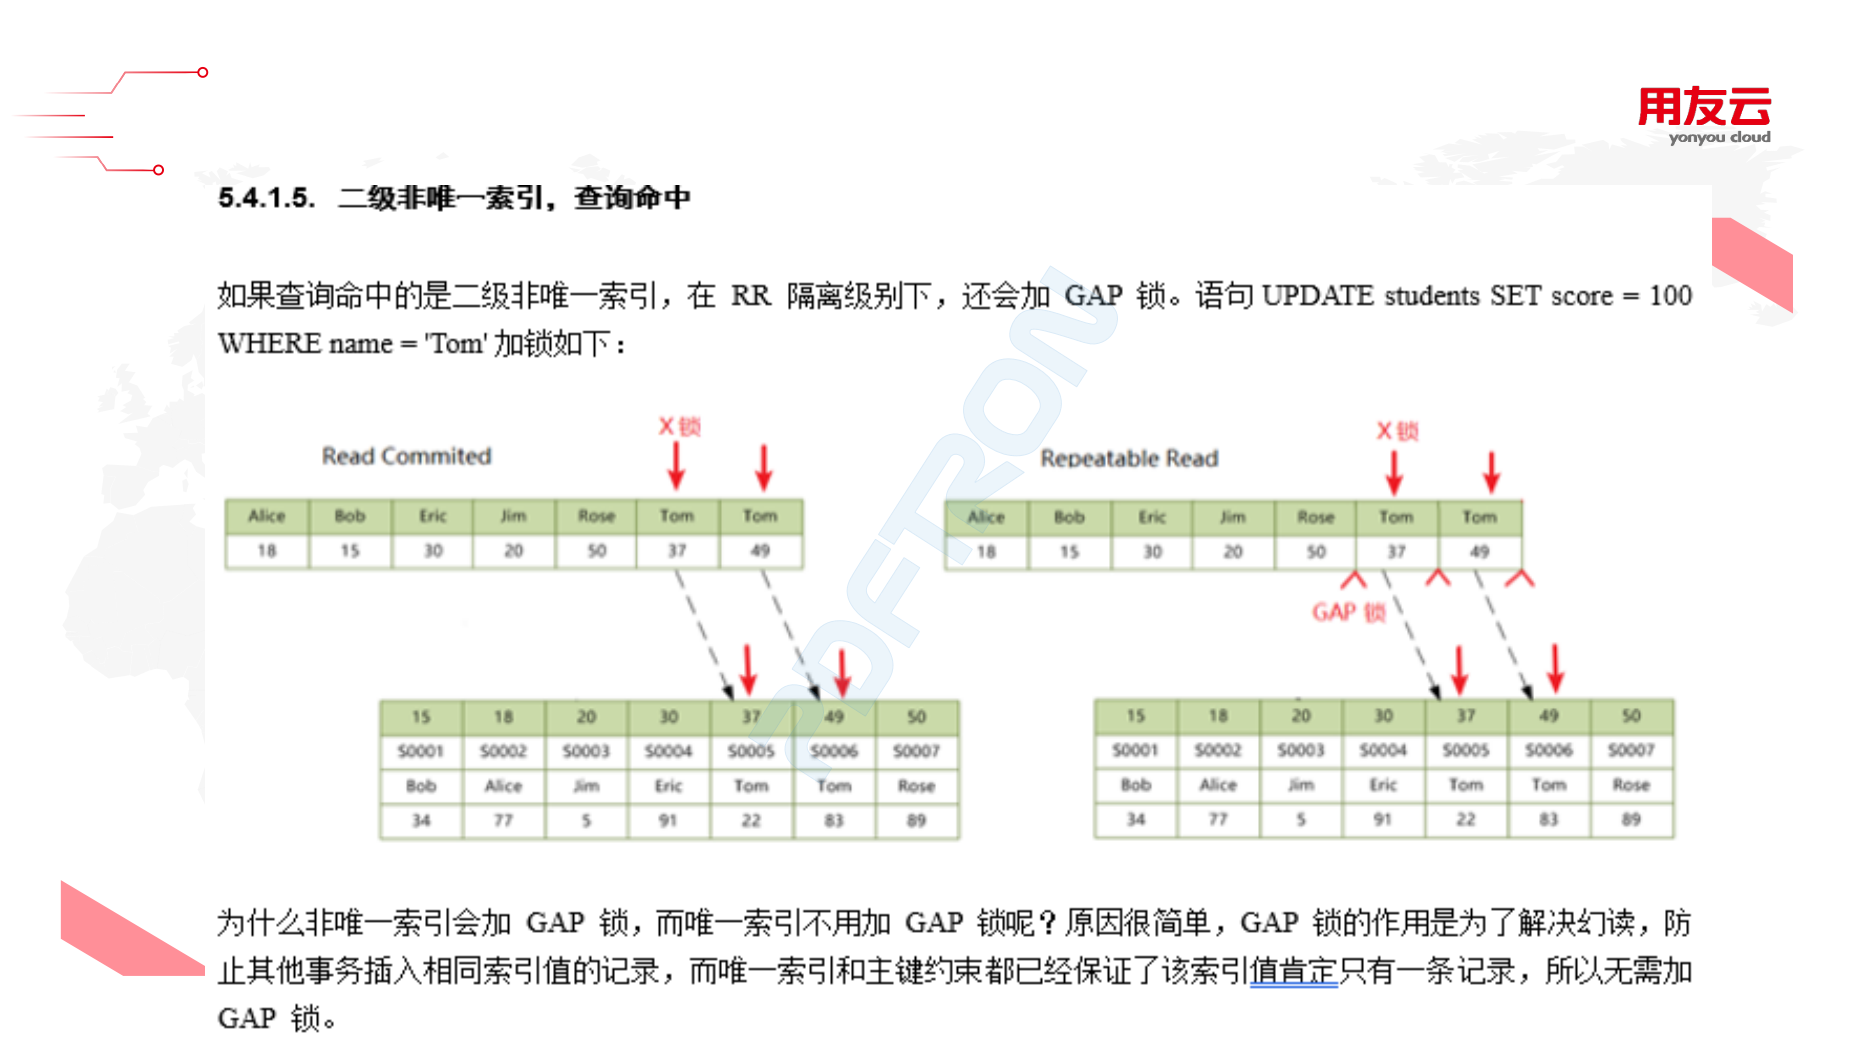 用友云
yonyou cloud
5.4.1.5. 二级非唯一索引，查询命中
如果查询命中的是二级非唯一索引，在 RR 隔离级别下，还会加 GAP 锁。语句 UPDATE students SET score = 100
WHERE name = 'Tom' 加锁如下：
X 锁
Read Commited
Alice Bob Eric Jim Rose Tom Tom
18 15 30 20 50 37 49
15 18 20 30 37 49 50
S0001 S0002 S0003 S0004 S0005 S0006 S0007
Bob Alice Jim Eric Tom Tom Rose
34 77 5 91 22 83 89
X 锁
Repeatable Read
Alice Bob Eric Jim Rose Tom Tom
18 15 30 20 50 37 49
GAP 锁
15 18 20 30 37 49 50
S0001 S0002 S0003 S0004 S0005 S0006 S0007
Bob Alice Jim Eric Tom Tom Rose
34 77 5 91 22 83 89
PDFTRON
为什么非唯一索引会加 GAP 锁，而唯一索引不用加 GAP 锁呢？原因很简单，GAP 锁的作用是为了解决幻读，防
止其他事务插入相同索引值的记录，而唯一索引和主键约束都已经保证了该索引值肯定只有一条记录，所以无需加
GAP 锁。